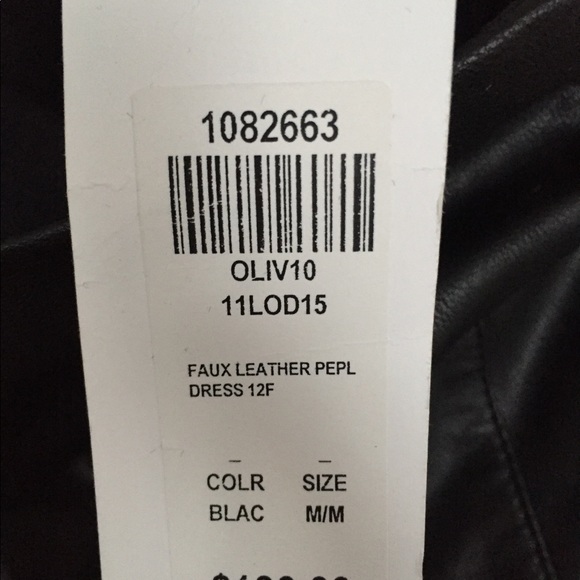 1082663
OLIV10
11LOD15
FAUX LEATHER PEPL
DRESS 12F
– –
COLR SIZE
BLAC M/M